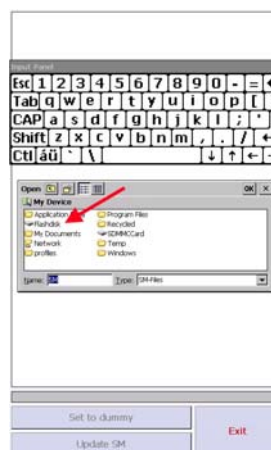 Input Panel
Esc 1 2 3 4 5 6 7 8 9 0 - =
Tab q w e r t y u i o p [
CAP a s d f g h j k l ; '
Shift z x c v b n m , . /
Ctl áü ` \ ↓ ↑ ←
Open OK ×
My Device
Application
Flashdisk
My Documents
Network
profiles
Program Files
Recycled
SDMMCCard
Temp
Windows
Name: SM Type: SM-Files
Set to dummy
Update SM
Exit